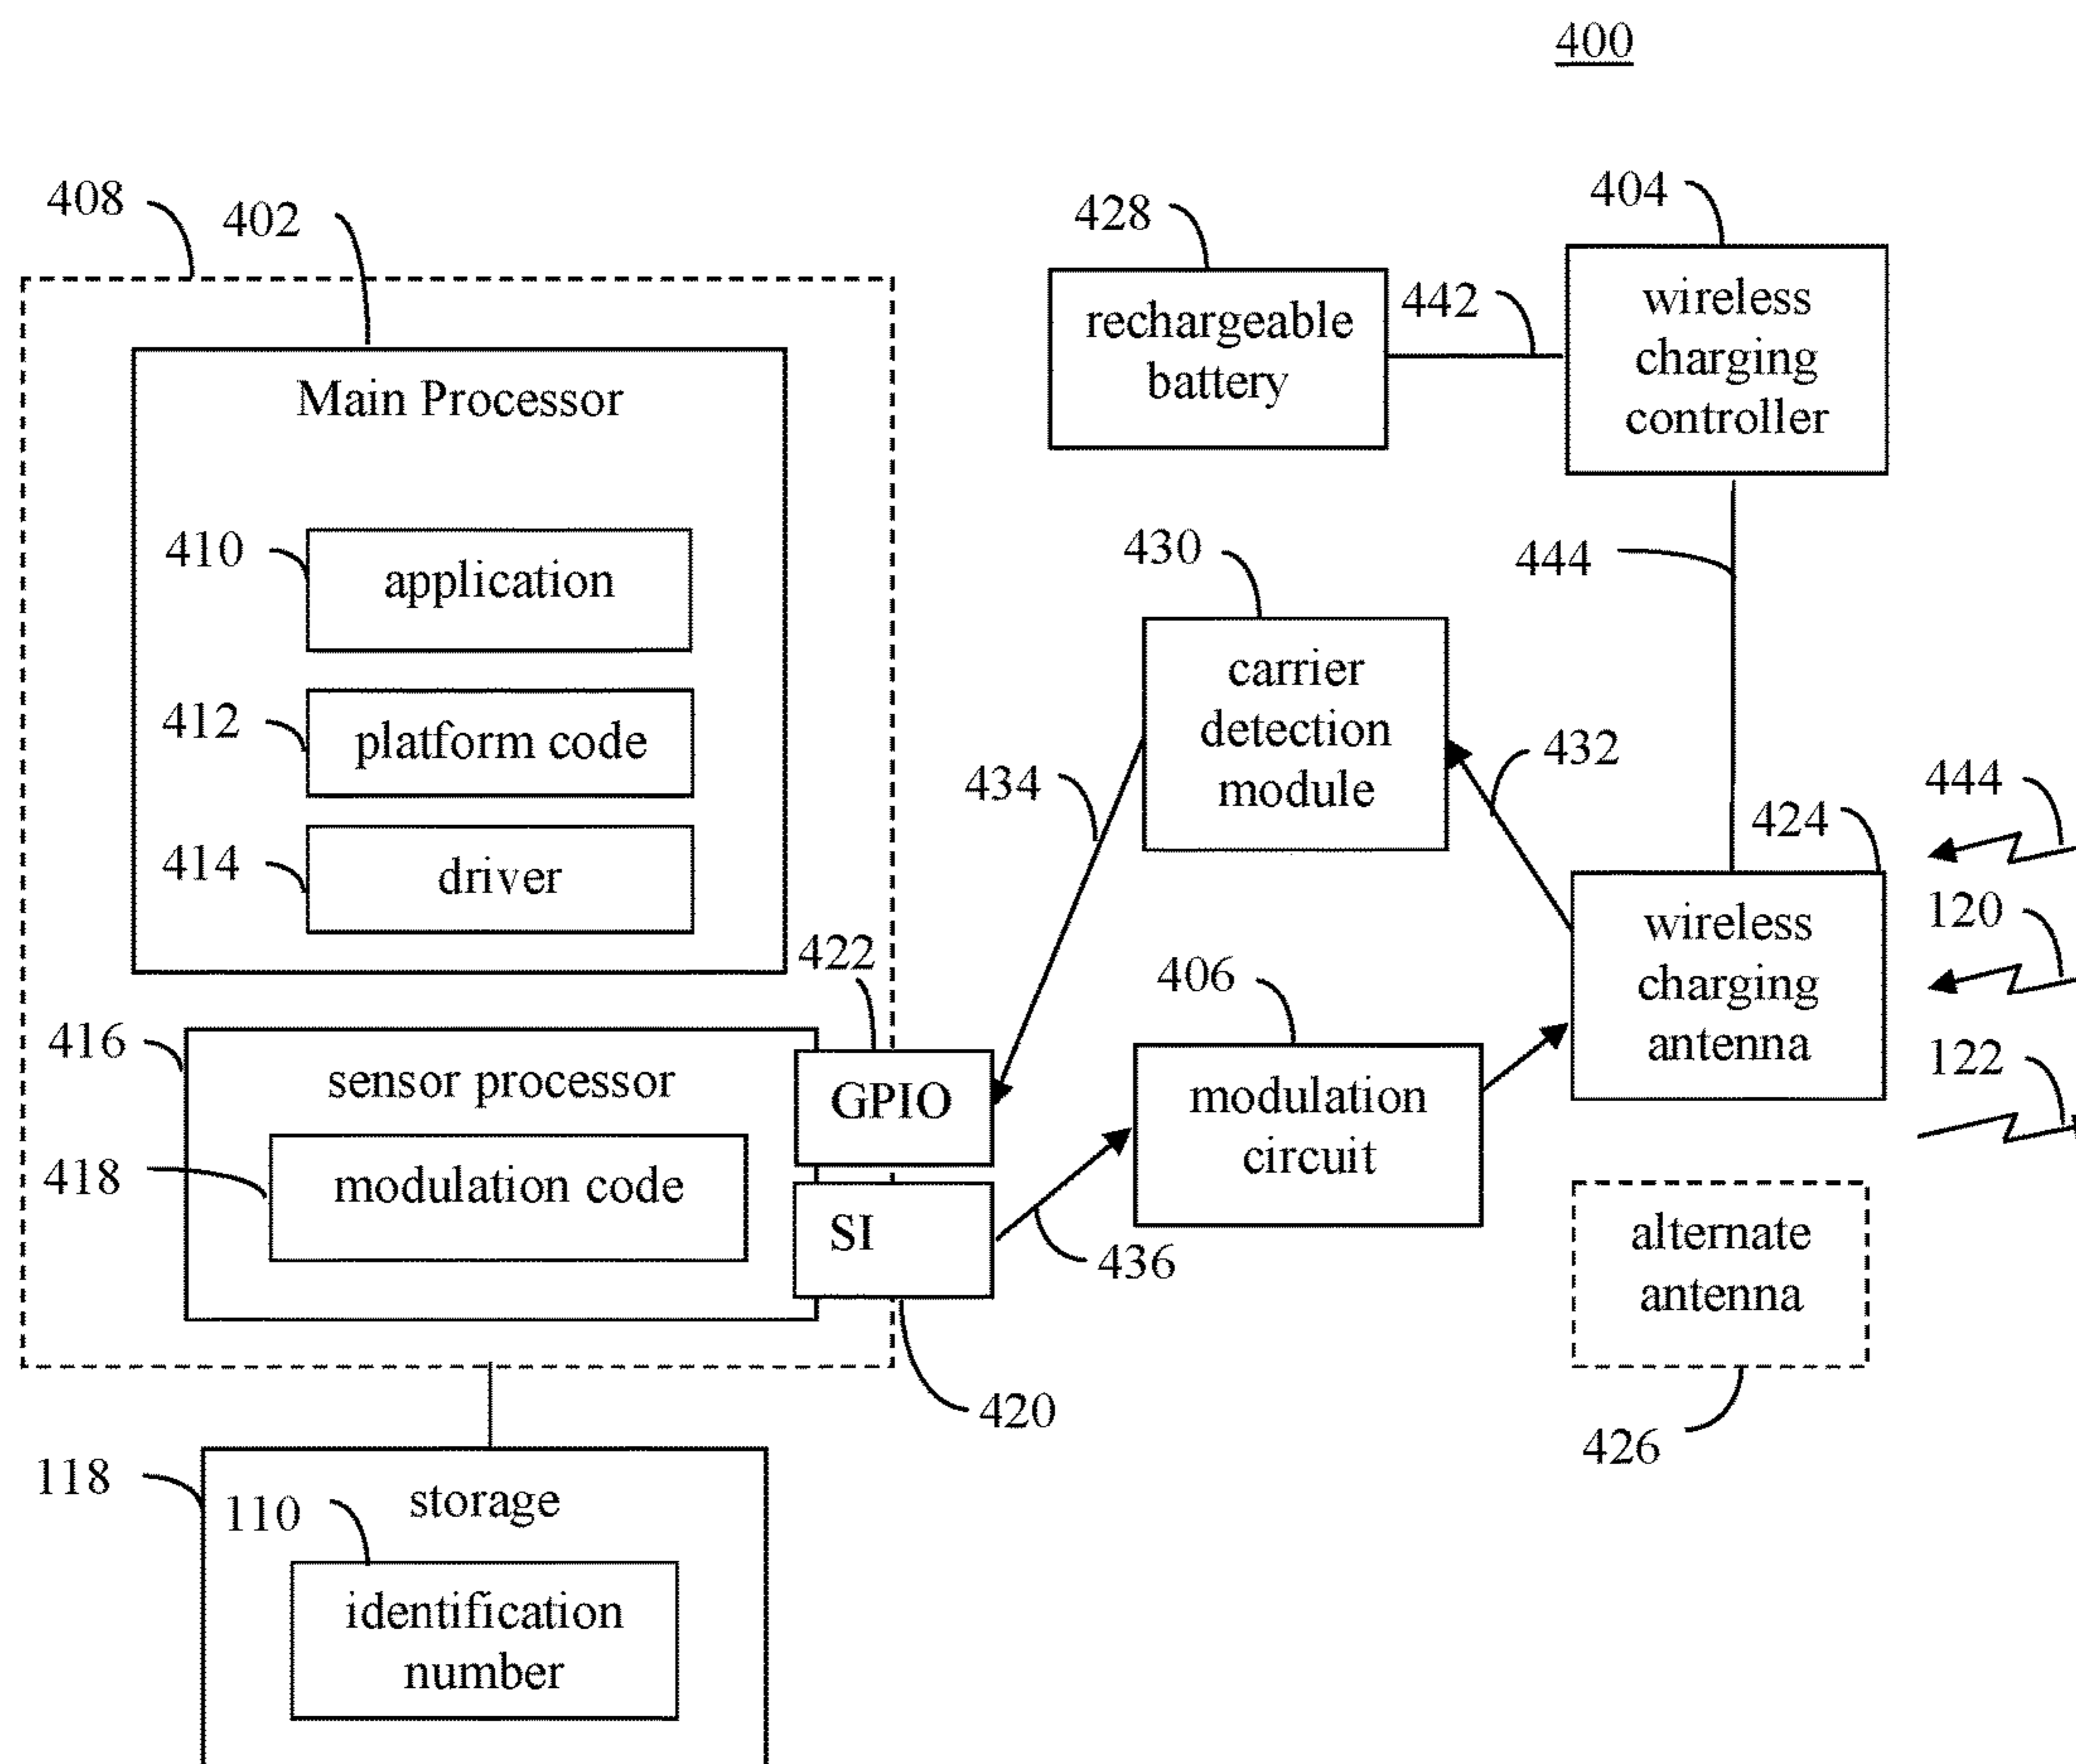 400
408
402
428
404
Main Processor
rechargeable
battery
442
wireless
charging
controller
410
application
430
444
412
platform code
carrier
detection
module
432
434
444
414
driver
424
120
422
wireless
charging
antenna
406
416
sensor processor
GPIO
modulation
circuit
122
418
modulation code
SI
436
alternate
antenna
420
426
118
110
storage
identification
number